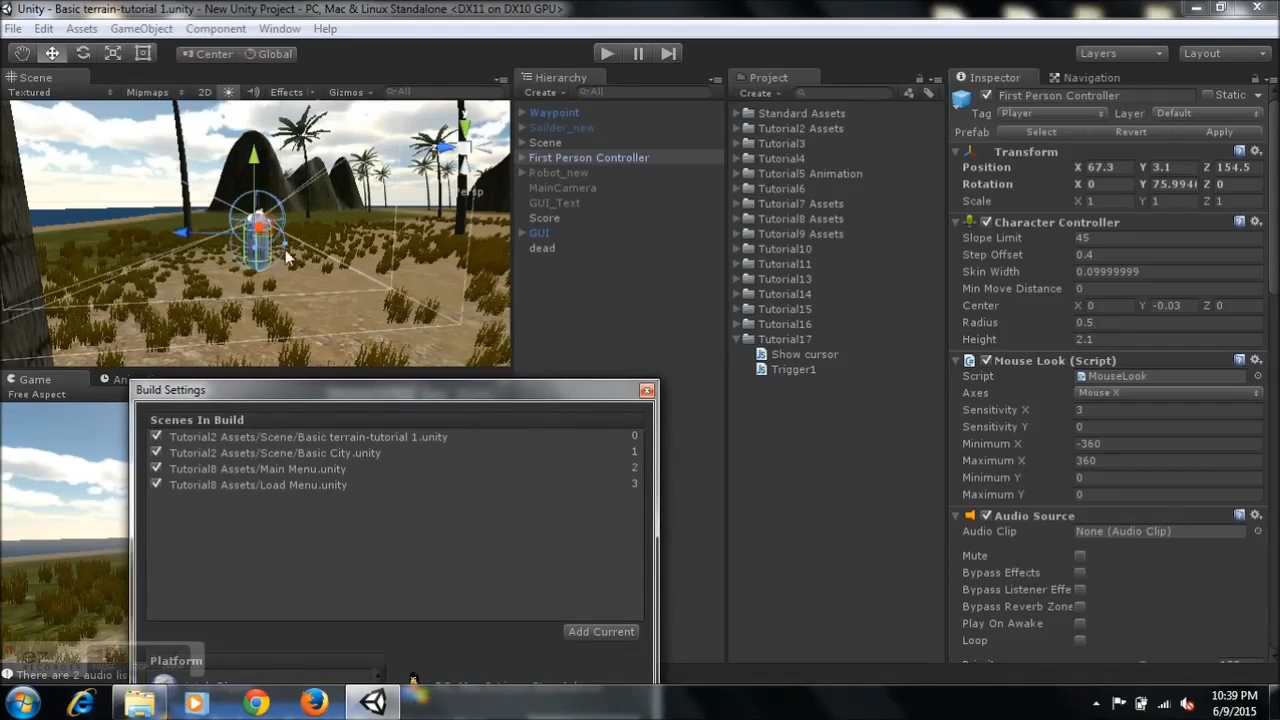 Unity - Basic terrain-tutorial 1.unity - New Unity Project - PC, Mac & Linux Standalone <DX11 on DX10 GPU>
File Edit Assets GameObject Component Window Help
Center Global Layers Layout
Scene
Textured Mipmaps 2D Effects Gizmos All
y
Persp
Hierarchy
Create All
Waypoint
Soilder_new
Scene
First Person Controller
Robot_new
MainCamera
GUI_Text
Score
GUI
dead
Project
Create
Standard Assets
Tutorial2 Assets
Tutorial3
Tutorial4
Tutorial5 Animation
Tutorial6
Tutorial7 Assets
Tutorial8 Assets
Tutorial9 Assets
Tutorial10
Tutorial11
Tutorial13
Tutorial14
Tutorial15
Tutorial16
Tutorial17
Show cursor
Trigger1
Inspector Navigation
First Person Controller Static
Tag Player Layer Default
Prefab Select Revert Apply
Transform
Position X 67.3 Y 3.1 Z 154.5
Rotation X 0 Y 75.9946 Z 0
Scale X 1 Y 1 Z 1
Character Controller
Slope Limit 45
Step Offset 0.4
Skin Width 0.09999999
Min Move Distance 0
Center X 0 Y -0.03 Z 0
Radius 0.5
Height 2.1
Mouse Look (Script)
Script MouseLook
Axes Mouse X
Sensitivity X 3
Sensitivity Y 0
Minimum X -360
Maximum X 360
Minimum Y 0
Maximum Y 0
Audio Source
Audio Clip None (Audio Clip)
Mute
Bypass Effects
Bypass Listener Effe
Bypass Reverb Zone
Play On Awake
Loop
Game
Free Aspect
Build Settings
Scenes In Build
Tutorial2 Assets/Scene/Basic terrain-tutorial 1.unity 0
Tutorial2 Assets/Scene/Basic City.unity 1
Tutorial8 Assets/Main Menu.unity 2
Tutorial8 Assets/Load Menu.unity 3
Add Current
Platform
There are 2 audio lis
10:39 PM
6/9/2015